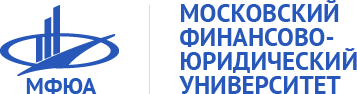 МФЮА
МОСКОВСКИЙ
ФИНАНСОВО-
ЮРИДИЧЕСКИЙ
УНИВЕРСИТЕТ